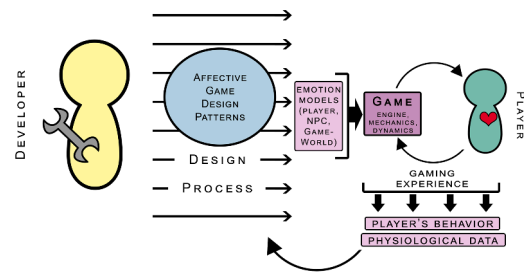 DEVELOPER
AFFECTIVE
GAME
DESIGN
PATTERNS
DESIGN
PROCESS
EMOTION
MODELS
(PLAYER,
NPC,
GAME-
WORLD)
GAME
ENGINE,
MECHANICS,
DYNAMICS
PLAYER
GAMING
EXPERIENCE
PLAYER'S BEHAVIOR
PHYSIOLOGICAL DATA